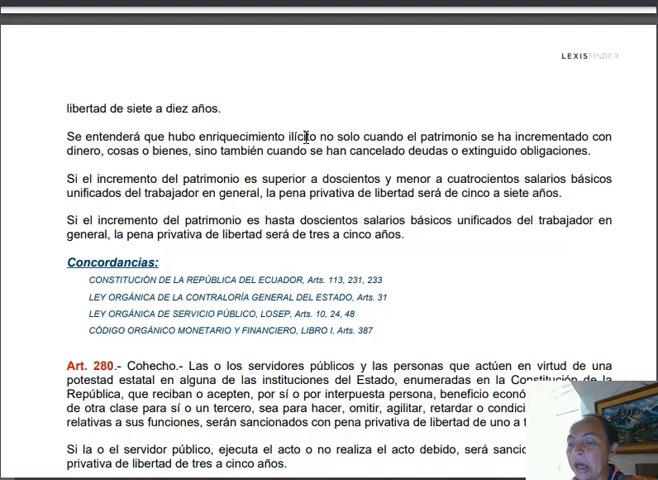 LEXISFINDER
libertad de siete a diez años.
Se entenderá que hubo enriquecimiento ilícito no solo cuando el patrimonio se ha incrementado con
dinero, cosas o bienes, sino también cuando se han cancelado deudas o extinguido obligaciones.
Si el incremento del patrimonio es superior a doscientos y menor a cuatrocientos salarios básicos
unificados del trabajador en general, la pena privativa de libertad será de cinco a siete años.
Si el incremento del patrimonio es hasta doscientos salarios básicos unificados del trabajador en
general, la pena privativa de libertad será de tres a cinco años.
Concordancias:
CONSTITUCIÓN DE LA REPÚBLICA DEL ECUADOR, Arts. 113, 231, 233
LEY ORGÁNICA DE LA CONTRALORÍA GENERAL DEL ESTADO, Arts. 31
LEY ORGÁNICA DE SERVICIO PÚBLICO, LOSEP, Arts. 10, 24, 48
CÓDIGO ORGÁNICO MONETARIO Y FINANCIERO, LIBRO I, Arts. 387
Art. 280.- Cohecho.- Las o los servidores públicos y las personas que actúen en virtud de una
potestad estatal en alguna de las instituciones del Estado, enumeradas en la Constitución de la
República, que reciban o acepten, por sí o por interpuesta persona, beneficio
de otra clase para sí o un tercero, sea para hacer, omitir, agilitar, retardar o
relativas a sus funciones, serán sancionados con pena privativa de libertad de uno a
Si la o el servidor público, ejecuta el acto o no realiza el acto debido, será
privativa de libertad de tres a cinco años.